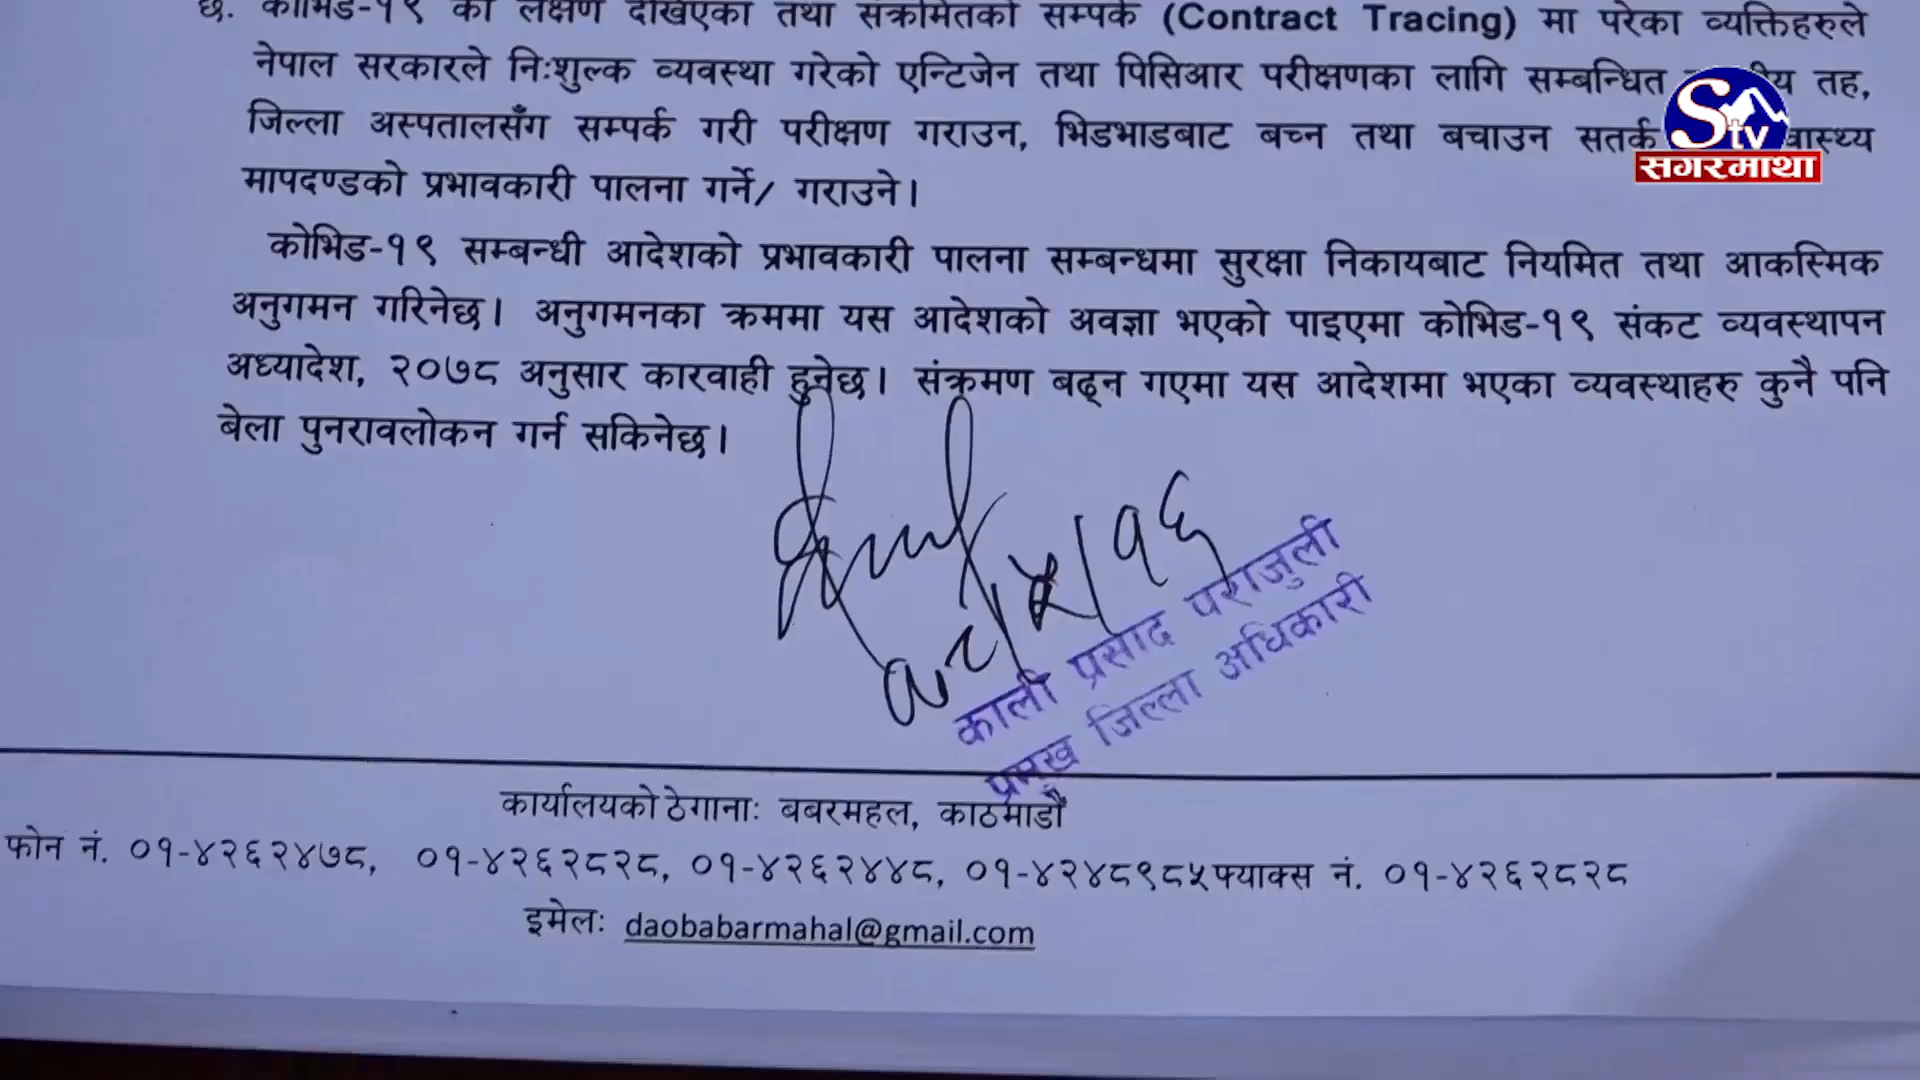 छ. कोभिड-१९ को लक्षण देखिएका तथा संक्रमितको सम्पर्क (Contract Tracing) मा परेका व्यक्तिहरुले
नेपाल सरकारले निःशुल्क व्यवस्था गरेको एन्टिजेन तथा पिसिआर परीक्षणका लागि सम्बन्धित तह,
जिल्ला अस्पतालसँग सम्पर्क गरी परीक्षण गराउन, भिडभाडबाट बच्न तथा बचाउन सतर्क
मापदण्डको प्रभावकारी पालना गर्ने/ गराउने।
कोभिड-१९ सम्बन्धी आदेशको प्रभावकारी पालना सम्बन्धमा सुरक्षा निकायबाट नियमित तथा आकस्मिक
अनुगमन गरिनेछ। अनुगमनका क्रममा यस आदेशको अवज्ञा भएको पाइएमा कोभिड-१९ संकट व्यवस्थापन
अध्यादेश, २०७८ अनुसार कारवाही हुनेछ। संक्रमण बढ्न गएमा यस आदेशमा भएका व्यवस्थाहरु कुनै पनि
बेला पुनरावलोकन गर्न सकिनेछ।
काली प्रसाद पराजुली
प्रमुख जिल्ला अधिकारी
कार्यालयको ठेगानाः बबरमहल, काठमाडौं
फोन नं. ०१-४२६२४७८, ०१-४२६२८२८, ०१-४२६२४४८, ०१-४२४८९८५ फ्याक्स नं. ०१-४२६२८२८
इमेलः daobabarmahal@gmail.com
Stv
सगरमाथा